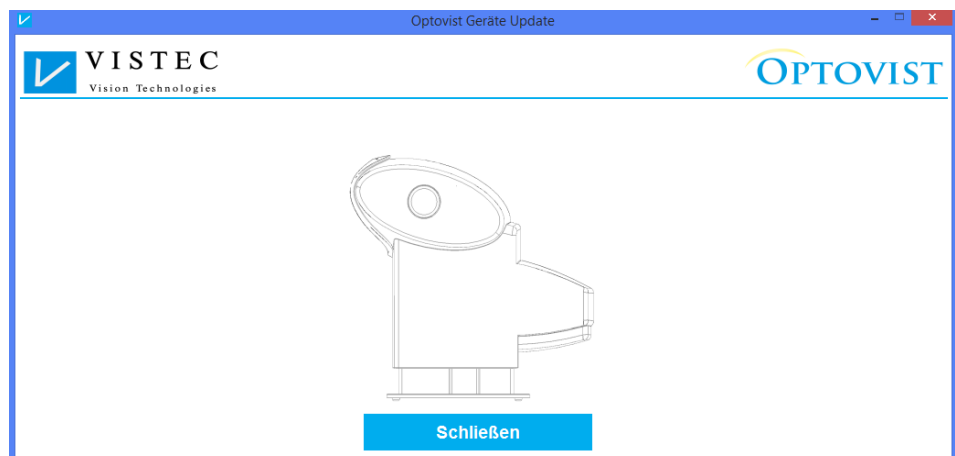 Optovist Geräte Update
VISTEC
Vision Technologies
OPTOVIST
Schließen